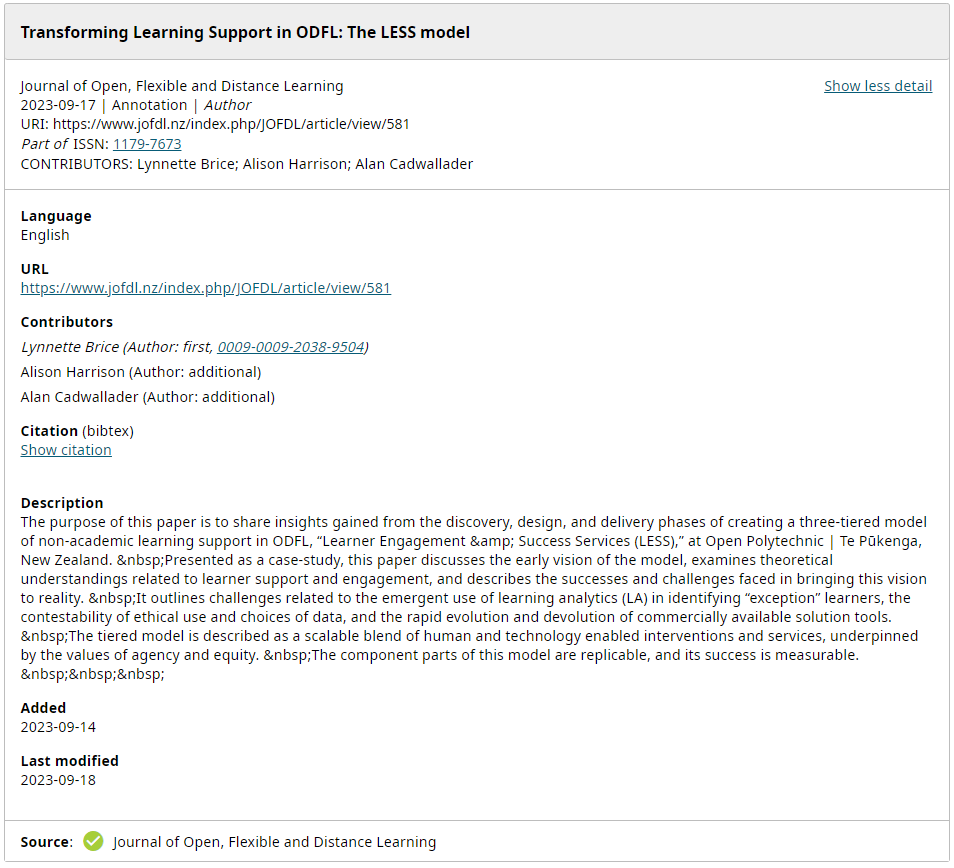 Transforming Learning Support in ODFL: The LESS model
Journal of Open, Flexible and Distance Learning
Show less detail
2023-09-17 | Annotation | Author
URI: https://www.jofdl.nz/index.php/JOFDL/article/view/581
Part of ISSN: 1179-7673
CONTRIBUTORS: Lynnette Brice; Alison Harrison; Alan Cadwallader
Language
English
URL
https://www.jofdl.nz/index.php/JOFDL/article/view/581
Contributors
Lynnette Brice (Author: first, 0009-0009-2038-9504)
Alison Harrison (Author: additional)
Alan Cadwallader (Author: additional)
Citation (bibtex)
Show citation
Description
The purpose of this paper is to share insights gained from the discovery, design, and delivery phases of creating a three-tiered model
of non-academic learning support in ODFL, “Learner Engagement &amp; Success Services (LESS),” at Open Polytechnic | Te Pūkenga,
New Zealand. &nbsp;Presented as a case-study, this paper discusses the early vision of the model, examines theoretical
understandings related to learner support and engagement, and describes the successes and challenges faced in bringing this vision
to reality. &nbsp;It outlines challenges related to the emergent use of learning analytics (LA) in identifying “exception” learners, the
contestability of ethical use and choices of data, and the rapid evolution and devolution of commercially available solution tools.
&nbsp;The tiered model is described as a scalable blend of human and technology enabled interventions and services, underpinned
by the values of agency and equity. &nbsp;The component parts of this model are replicable, and its success is measurable.
&nbsp;&nbsp;&nbsp;
Added
2023-09-14
Last modified
2023-09-18
Source: Journal of Open, Flexible and Distance Learning